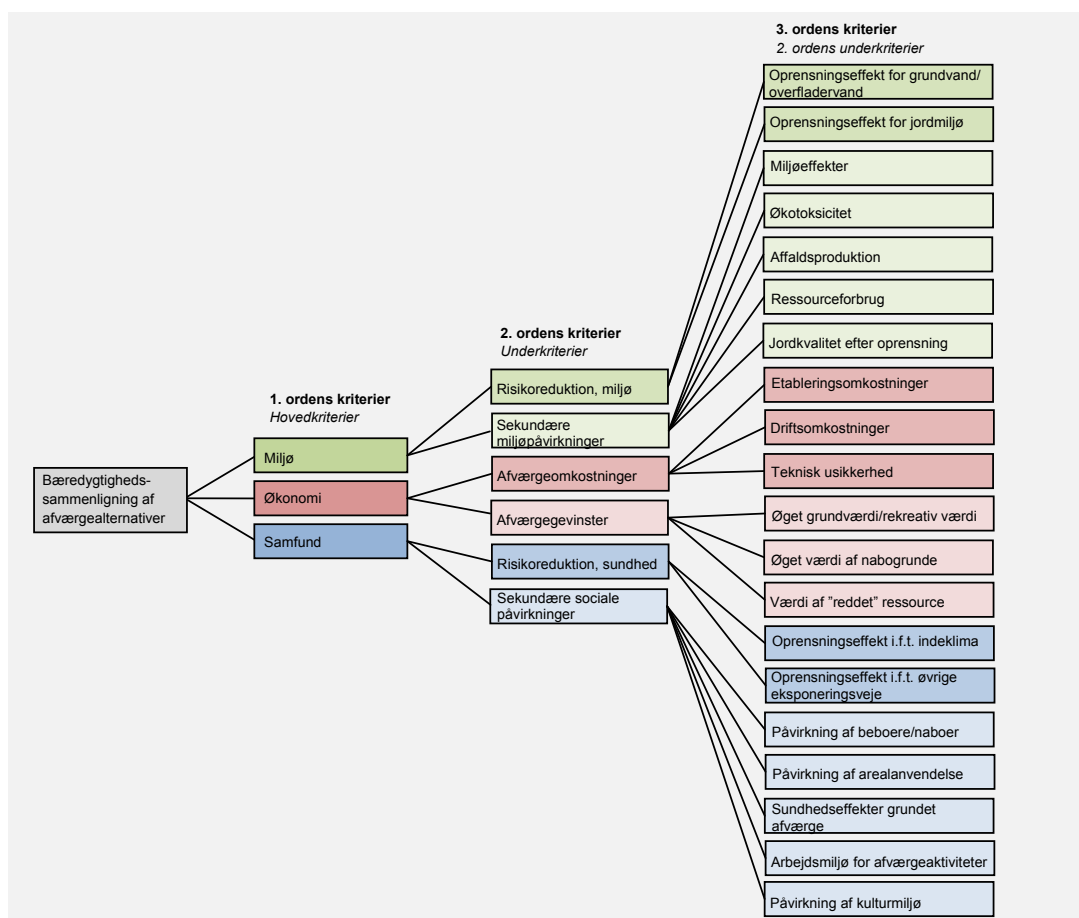 3. ordens kriterier
2. ordens underkriterier
Oprensningseffekt for grundvand/
overfladervand
Oprensningseffekt for jordmiljø
Miljøeffekter
Økotoksicitet
Affaldsproduktion
Ressourceforbrug
Jordkvalitet efter oprensning
Etableringsomkostninger
Driftsomkostninger
Teknisk usikkerhed
Øget grundværdi/rekreativ værdi
Øget værdi af nabogrunde
Værdi af ”reddet” ressource
Oprensningseffekt i.f.t. indeklima
Oprensningseffekt i.f.t. øvrige
eksponeringsveje
Påvirkning af beboere/naboer
Påvirkning af arealanvendelse
Sundhedseffekter grundet
afværge
Arbejdsmiljø for afværgeaktiviteter
Påvirkning af kulturmiljø
2. ordens kriterier
Underkriterier
Risikoreduktion, miljø
Sekundære
miljøpåvirkninger
Afværgeomkostninger
Afværgegevinster
Risikoreduktion, sundhed
Sekundære sociale
påvirkninger
1. ordens kriterier
Hovedkriterier
Miljø
Økonomi
Samfund
Bæredygtigheds-
sammenligning af
afværgealternativer